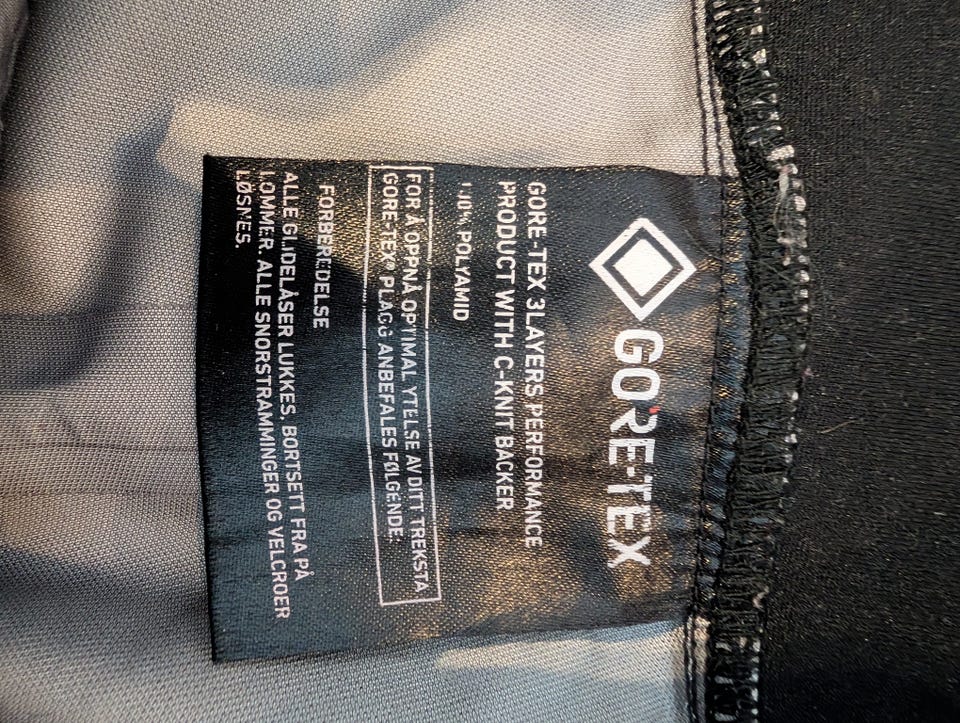 GORE-TEX
GORE-TEX 3LAYERS PERFORMANCE
PRODUCT WITH C-KNIT BACKER
100% POLYAMID
FOR Å OPPNÅ OPTIMAL YTELSE AV DITT TREKSTA
GORE-TEX® PLAGG ANBEFALES FØLGENDE:
FORBEREDELSE
ALLE GLIDELÅSER LUKKES, BORTSETT FRA PÅ
LOMMER. ALLE SNORSTRAMMINGER OG VELCROER
LØSNES.